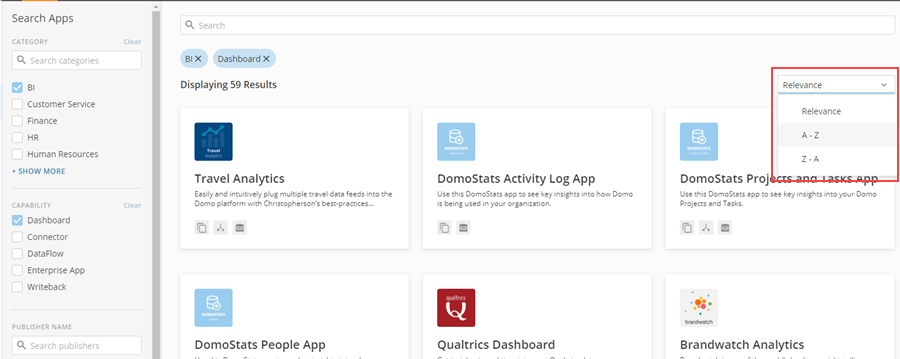 Search Apps
CATEGORY Clear
Search categories
BI
Customer Service
Finance
HR
Human Resources
+ SHOW MORE
CAPABILITY Clear
Dashboard
Connector
DataFlow
Enterprise App
Writeback
PUBLISHER NAME
Search publishers
Search
BI Dashboard
Displaying 59 Results
Relevance
Relevance
A - Z
Z - A
Travel
Analytics
Travel Analytics
Easily and intuitively plug multiple travel data feeds into the
Domo platform with Christopherson's best-practices...
DOMOSTATS
DomoStats Activity Log App
Use this DomoStats app to see key insights into how Domo
is being used in your organization.
DOMOSTATS
DomoStats Projects and Tasks App
Use this DomoStats app to see key insights into your Domo
Projects and Tasks.
DOMOSTATS
DomoStats People App
qualtrics
Qualtrics Dashboard
brandwatch
Brandwatch Analytics